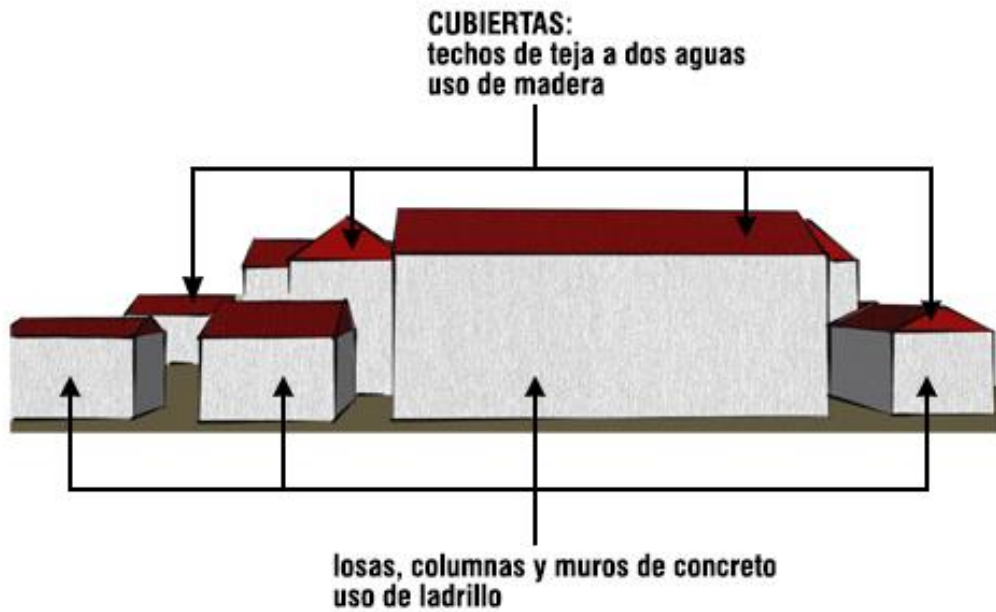 CUBIERTAS:
techos de teja a dos aguas
uso de madera
losas, columnas y muros de concreto
uso de ladrillo